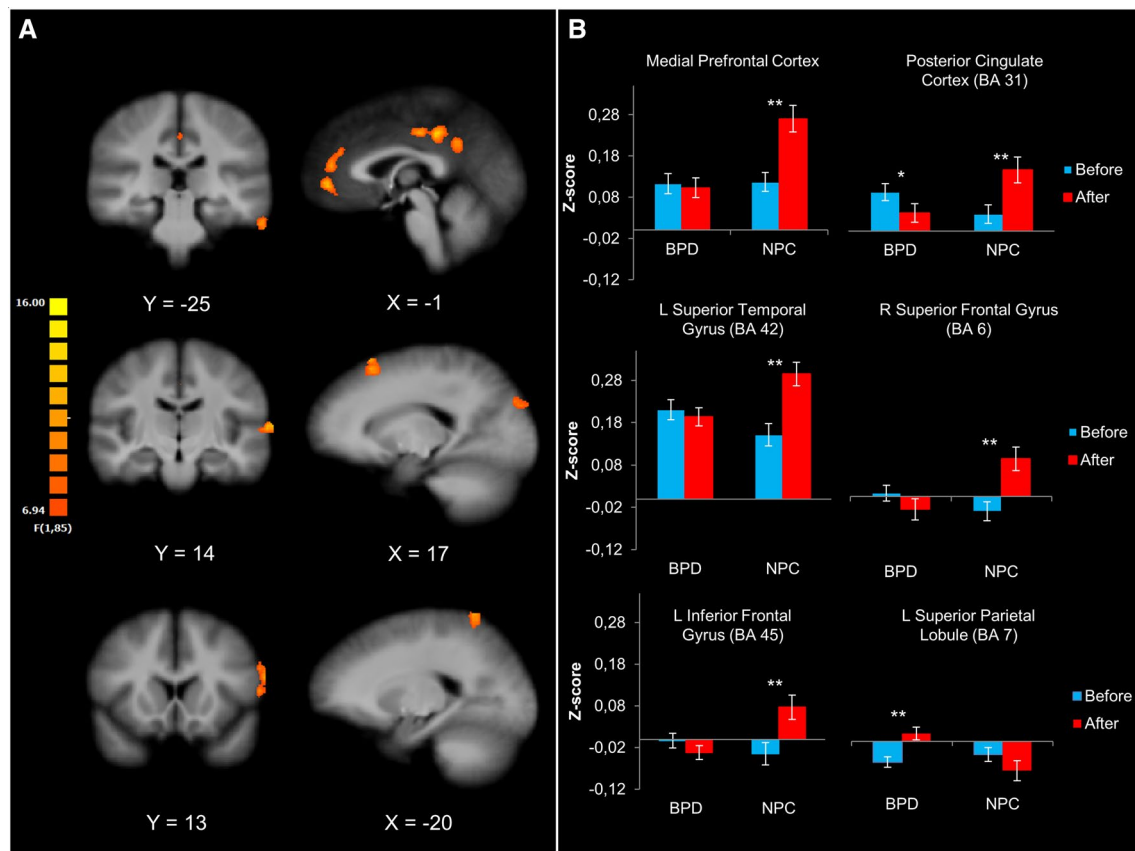 A
16.00
6.94
F(1,85)
Y = -25
X = -1
Y = 14
X = 17
Y = 13
X = -20
B
Medial Prefrontal Cortex
Z-score
0,28
0,18
0,08
-0,02
-0,12
**
BPD
NPC
Posterior Cingulate
Cortex (BA 31)
*
**
BPD
NPC
Before
After
L Superior Temporal
Gyrus (BA 42)
Z-score
0,28
0,18
0,08
-0,02
-0,12
**
BPD
NPC
R Superior Frontal Gyrus
(BA 6)
**
BPD
NPC
Before
After
L Inferior Frontal
Gyrus (BA 45)
Z-score
0,28
0,18
0,08
-0,02
-0,12
**
BPD
NPC
L Superior Parietal
Lobule (BA 7)
**
BPD
NPC
Before
After